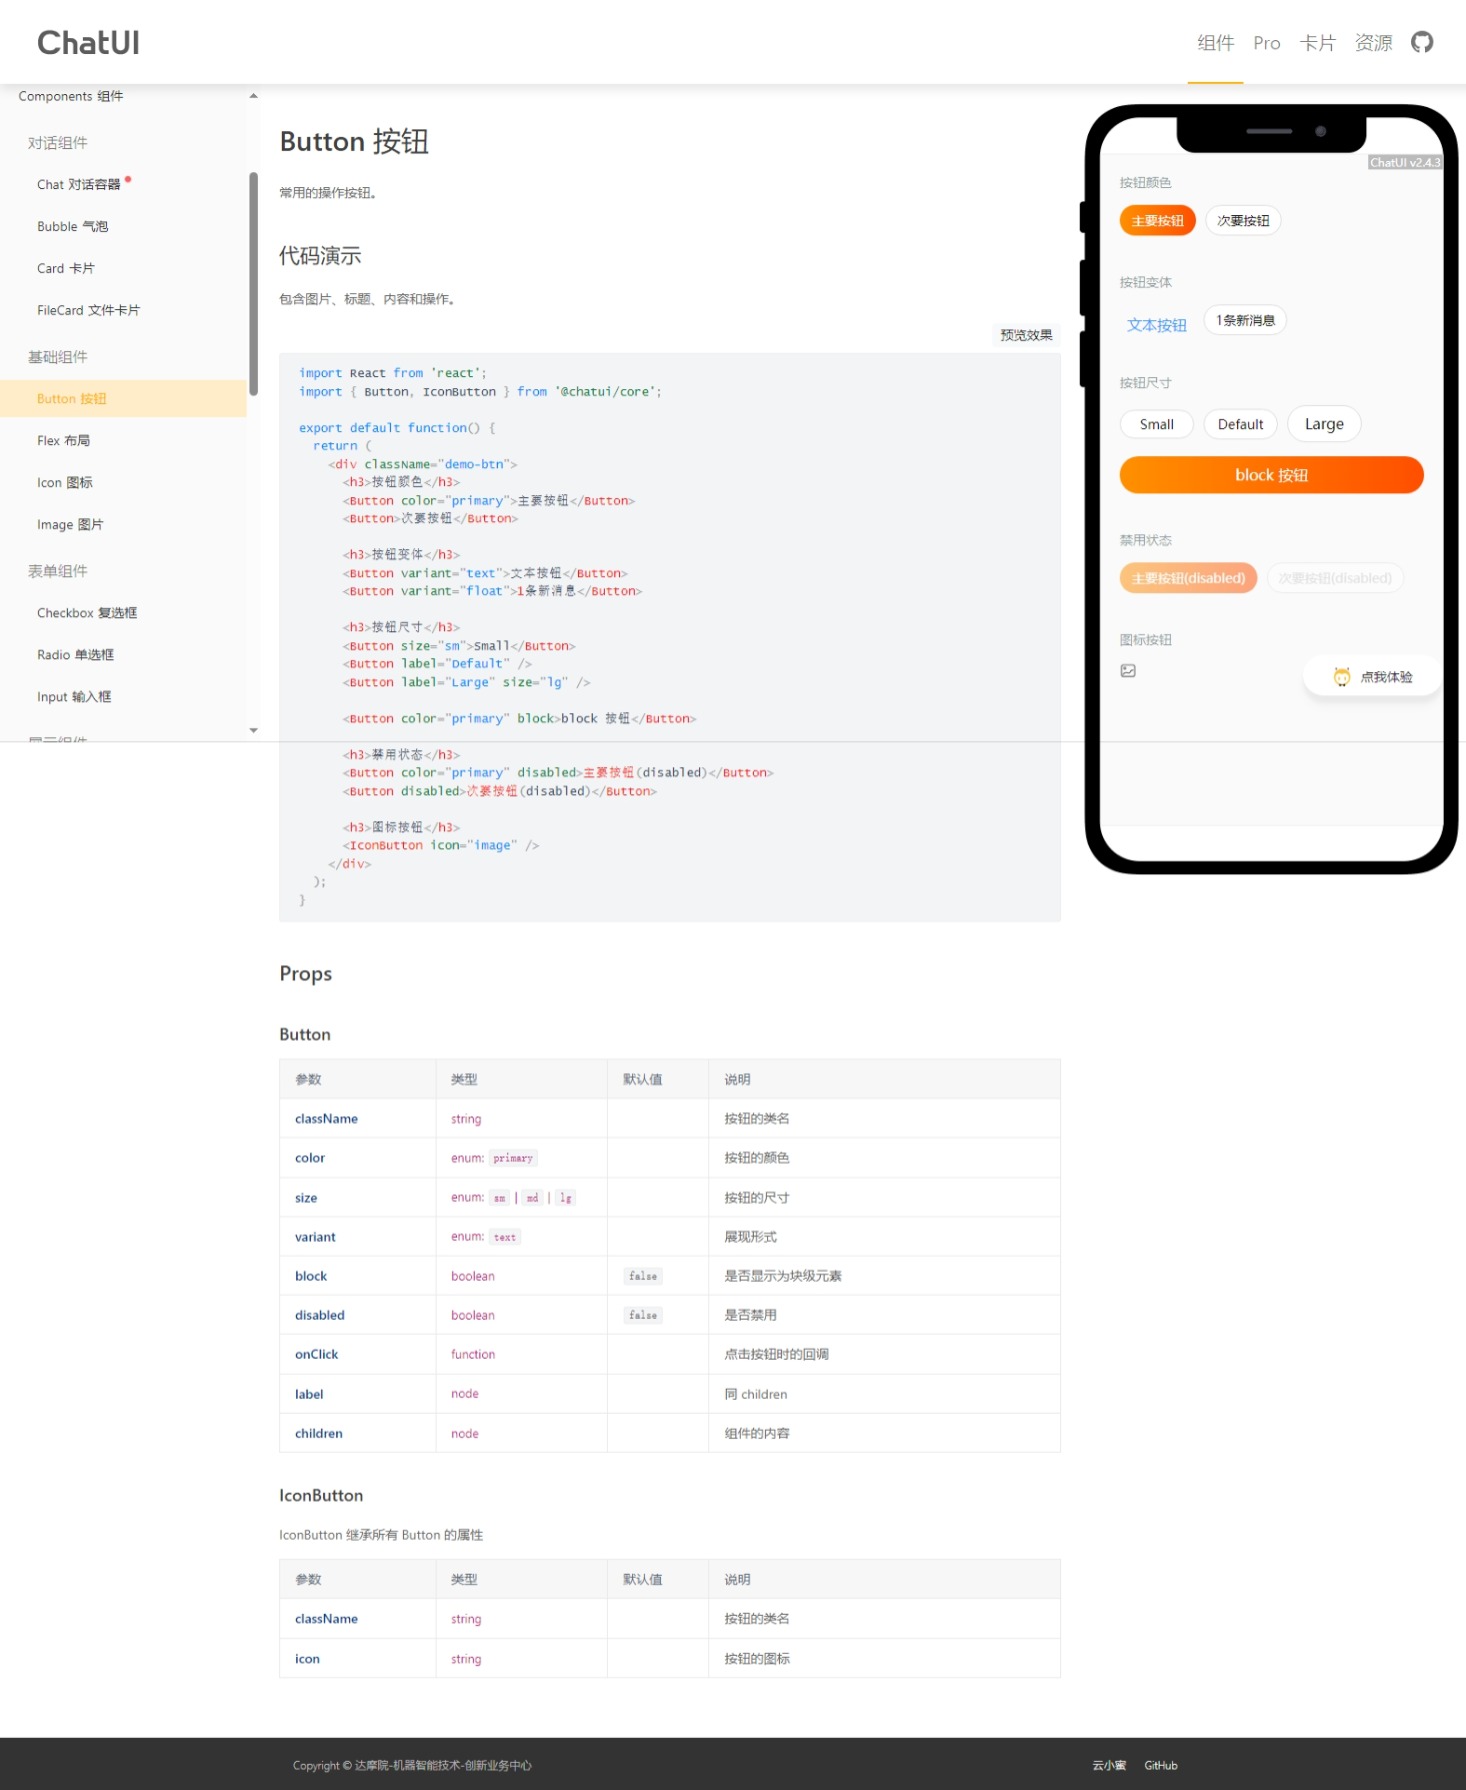 ChatUI
组件 Pro 卡片 资源
Components 组件
对话组件
Chat 对话容器
Bubble 气泡
Card 卡片
FileCard 文件卡片
基础组件
Button 按钮
Flex 布局
Icon 图标
Image 图片
表单组件
Checkbox 复选框
Radio 单选框
Input 输入框
Button 按钮
常用的操作按钮。
代码演示
包含图片、标题、内容和操作。
预览效果
import React from 'react';
import { Button, IconButton } from '@chatui/core';
export default function() {
return (
<div className="demo-btn">
<h3>按钮颜色</h3>
<Button color="primary">主要按钮</Button>
<Button>次要按钮</Button>
<h3>按钮变体</h3>
<Button variant="text">文本按钮</Button>
<Button variant="float">1条新消息</Button>
<h3>按钮尺寸</h3>
<Button size="sm">Small</Button>
<Button label="Default" />
<Button label="Large" size="lg" />
<Button color="primary" block>block 按钮</Button>
<h3>禁用状态</h3>
<Button color="primary" disabled>主要按钮(disabled)</Button>
<Button disabled>次要按钮(disabled)</Button>
<h3>图标按钮</h3>
<IconButton icon="image" />
</div>
);
}
ChatUI v2.4.3
按钮颜色
主要按钮 次要按钮
按钮变体
文本按钮 1条新消息
按钮尺寸
Small Default Large
block 按钮
禁用状态
主要按钮(disabled) 次要按钮(disabled)
图标按钮
点我体验
Props
Button
参数 类型 默认值 说明
className string 按钮的类名
color enum: primary 按钮的颜色
size enum: sm | md | lg 按钮的尺寸
variant enum: text 展现形式
block boolean false 是否显示为块级元素
disabled boolean false 是否禁用
onClick function 点击按钮时的回调
label node 同 children
children node 组件的内容
IconButton
IconButton 继承所有 Button 的属性
参数 类型 默认值 说明
className string 按钮的类名
icon string 按钮的图标
Copyright © 达摩院-机器智能技术-创新业务中心
云小蜜 GitHub